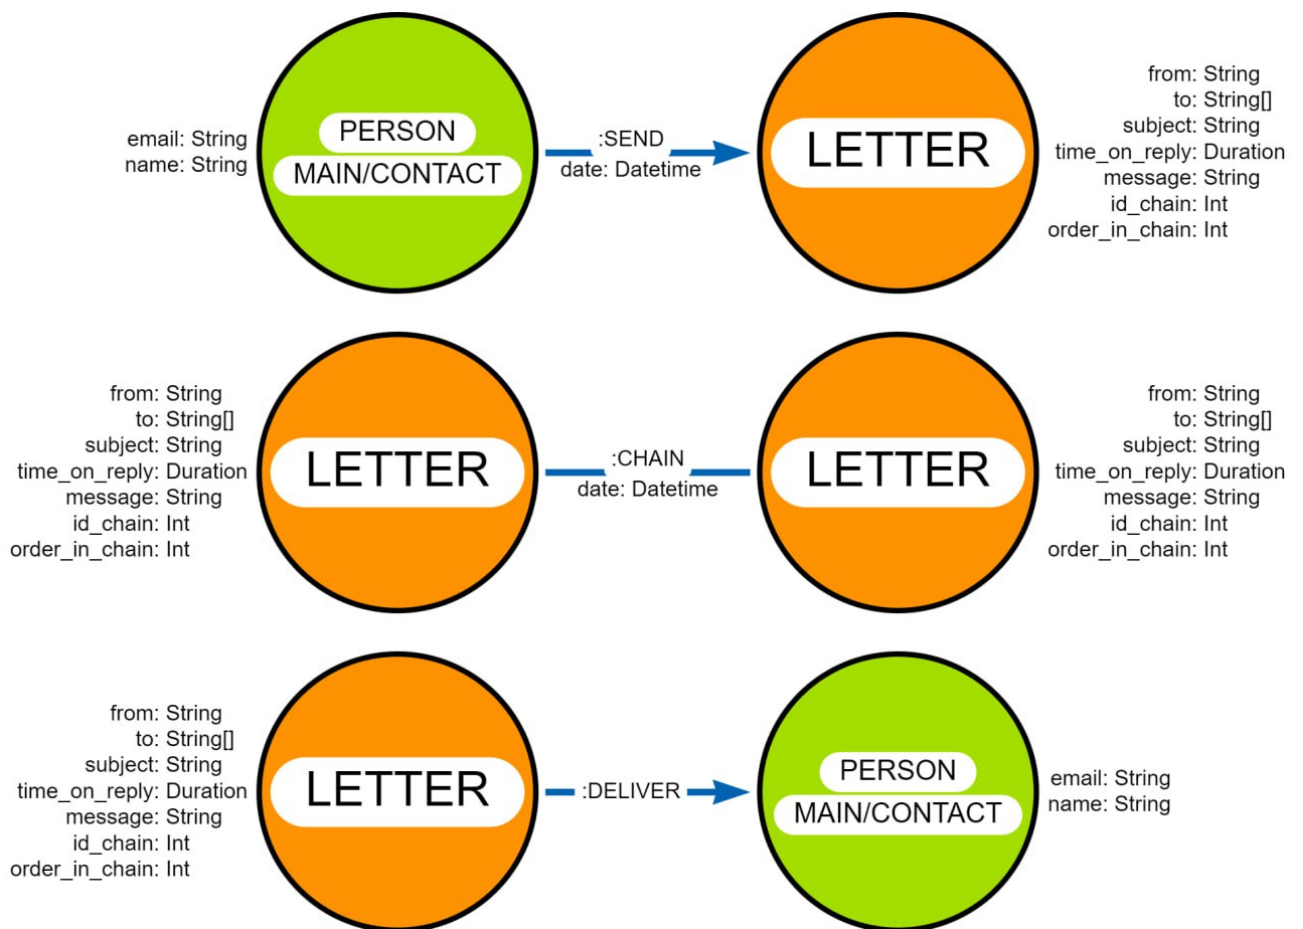 email: String
name: String
PERSON
MAIN/CONTACT
:SEND
date: Datetime
LETTER
from: String
to: String[]
subject: String
time_on_reply: Duration
message: String
id_chain: Int
order_in_chain: Int
from: String
to: String[]
subject: String
time_on_reply: Duration
message: String
id_chain: Int
order_in_chain: Int
LETTER
:CHAIN
date: Datetime
LETTER
from: String
to: String[]
subject: String
time_on_reply: Duration
message: String
id_chain: Int
order_in_chain: Int
from: String
to: String[]
subject: String
time_on_reply: Duration
message: String
id_chain: Int
order_in_chain: Int
LETTER
:DELIVER
PERSON
MAIN/CONTACT
email: String
name: String